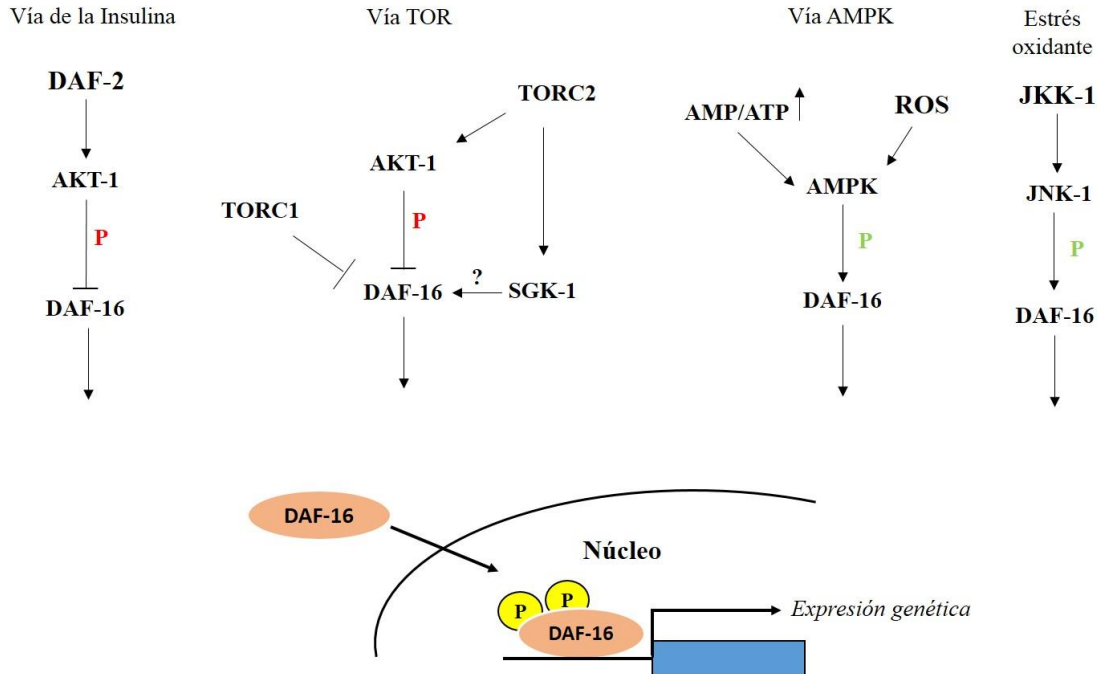 Vía de la Insulina
DAF-2
AKT-1
P
DAF-16
Vía TOR
TORC2
AKT-1
TORC1
P
?
DAF-16
SGK-1
Vía AMPK
AMP/ATP
ROS
AMPK
P
DAF-16
Estrés
oxidante
JKK-1
JNK-1
P
DAF-16
DAF-16
Núcleo
P
P
DAF-16
Expresión genética